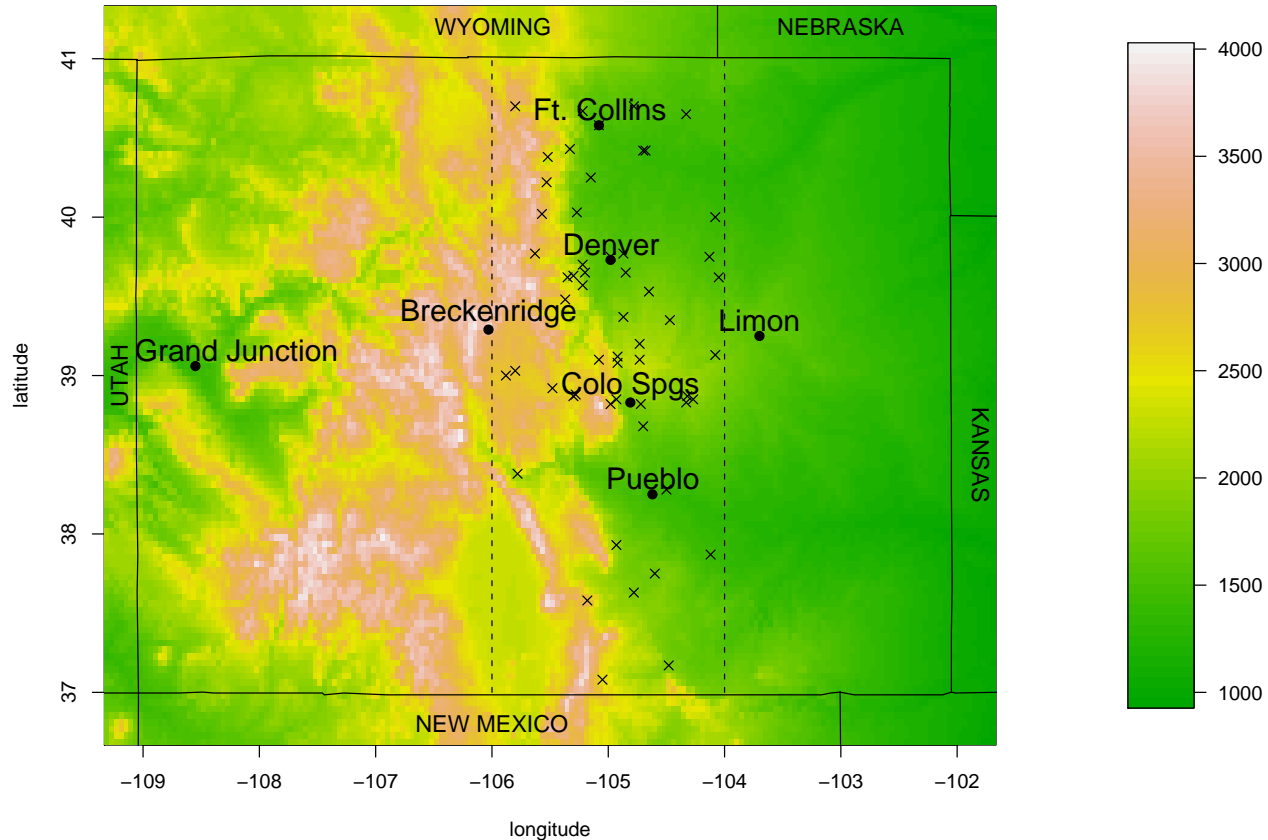 WYOMING
NEBRASKA
4000
41
Ft. Collins
3500
40
Denver
3000
latitude
Breckenridge
Limon
UTAH
Grand Junction
39
Colo Spgs
2500
KANSAS
2000
Pueblo
38
1500
37
1000
NEW MEXICO
−109
−108
−107
−106
−105
−104
−103
−102
longitude